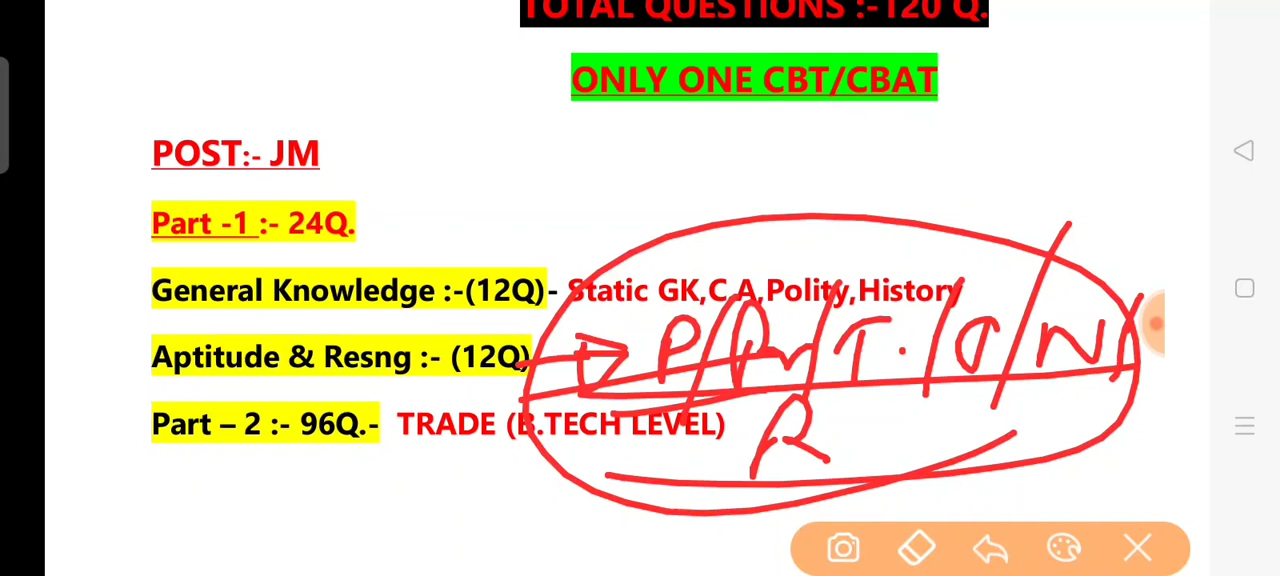 TOTAL QUESTIONS :-120 Q.
ONLY ONE CBT/CBAT
POST:- JM
Part -1 :- 24Q.
General Knowledge :-(12Q)- Static GK,C.A,Polity,History
Aptitude & Resng :- (12Q)
Part – 2 :- 96Q.- TRADE (B.TECH LEVEL)
R